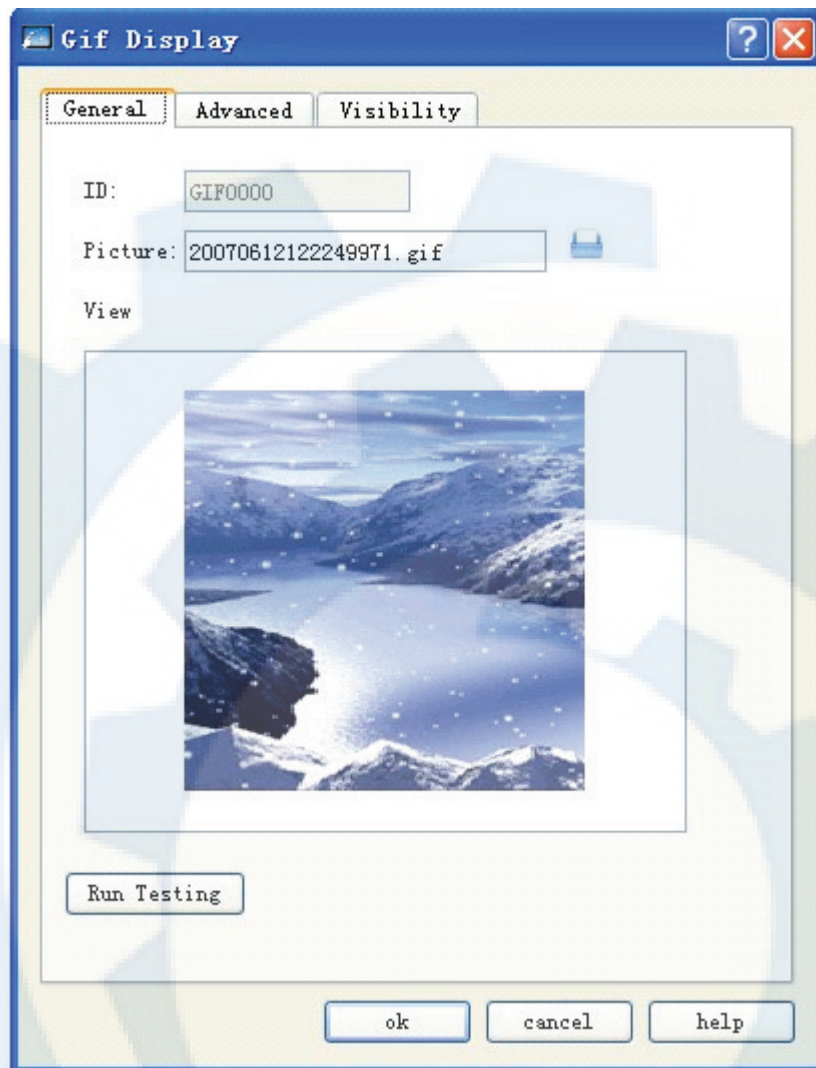 Gif Display
General Advanced Visibility
ID: GIF0000
Picture: 20070612122249971.gif
View
Run Testing
ok cancel help